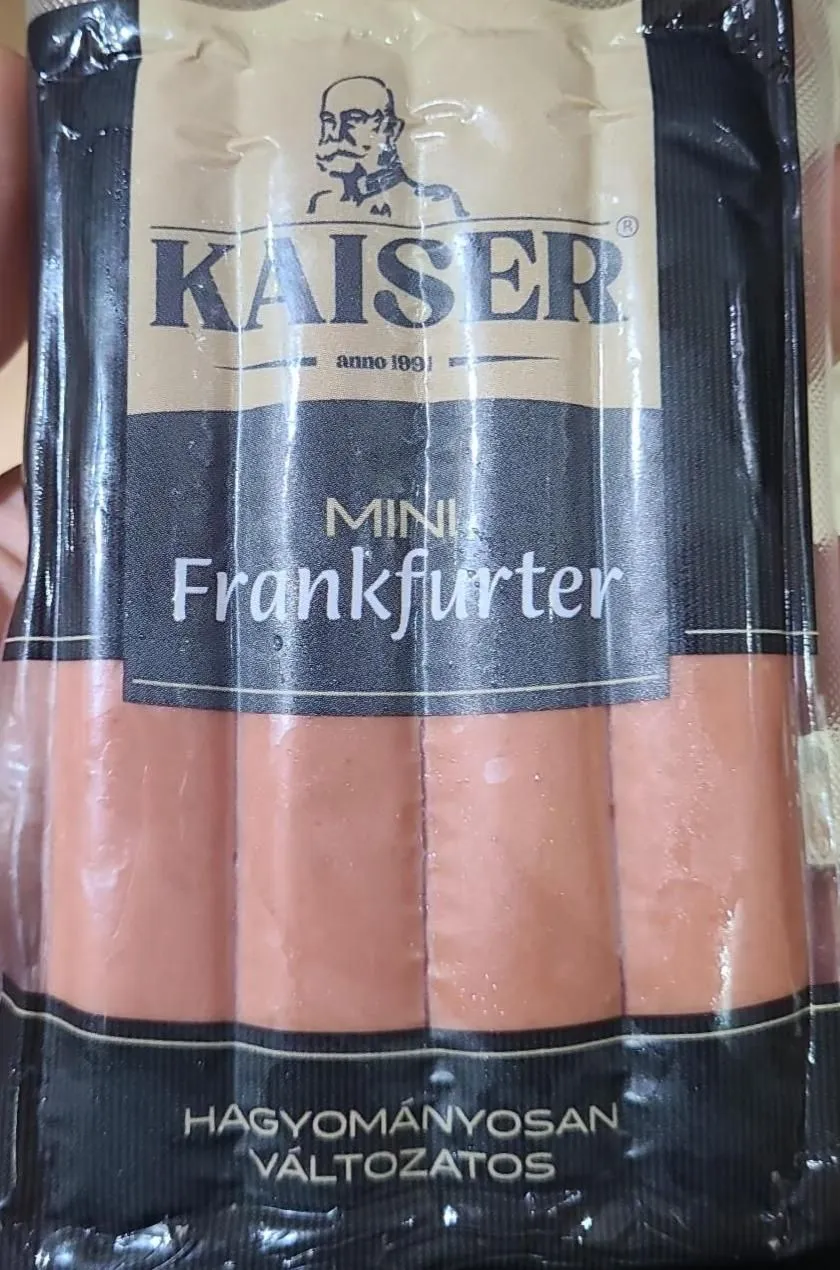 KAISER®
anno 1991
MINI
Frankfurter
HAGYOMÁNYOSAN
VÁLTOZATOS